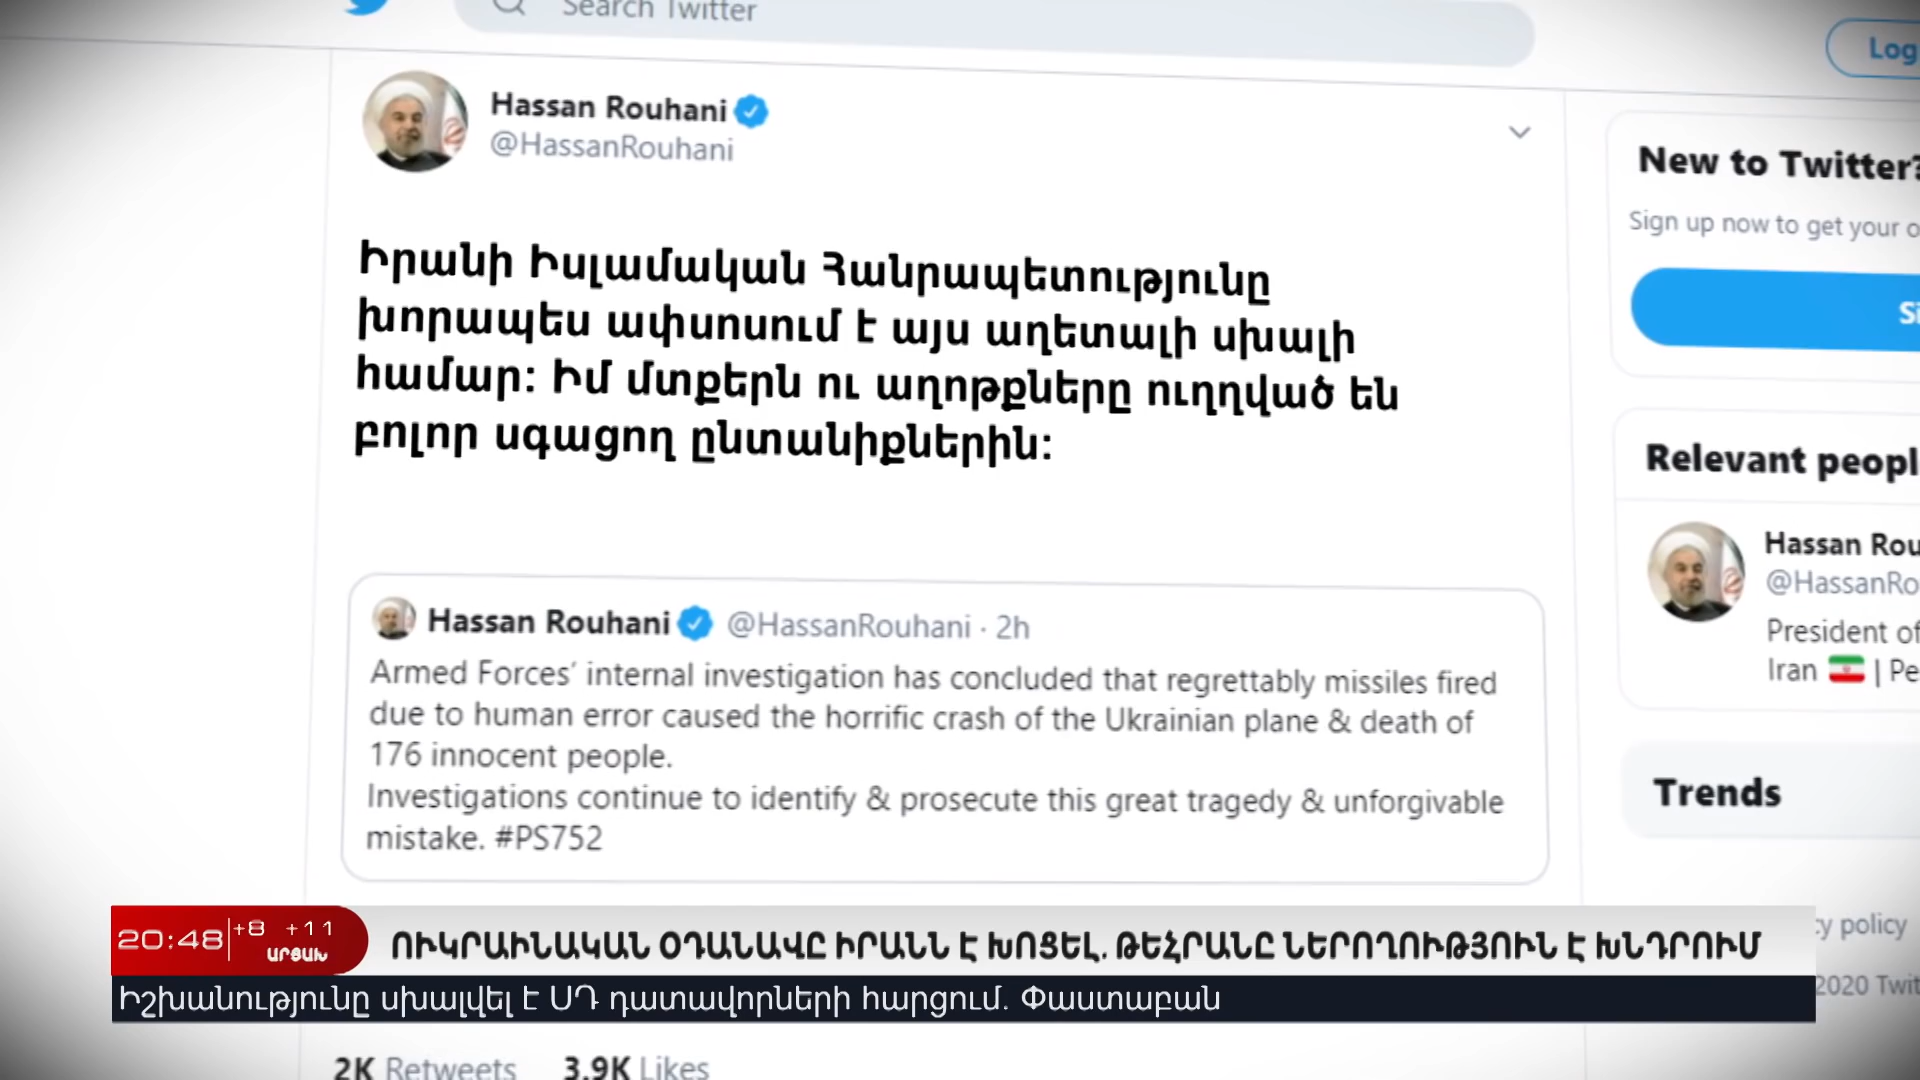 Search Twitter
Log
Hassan Rouhani
@HassanRouhani
Իրանի Իսլամական Հանրապետությունը
խորապես ափսոսում է այս աղետալի սխալի
համար: Իմ մտքերն ու աղոթքները ուղղված են
բոլոր սգացող ընտանիքներին:
Hassan Rouhani @HassanRouhani · 2h
Armed Forces’ internal investigation has concluded that regrettably missiles fired
due to human error caused the horrific crash of the Ukrainian plane & death of
176 innocent people.
Investigations continue to identify & prosecute this great tragedy & unforgivable
mistake. #PS752
2K Retweets 3.9K Likes
New to Twitter?
Sign up now to get your o
Si
Relevant peopl
Hassan Rou
@HassanRo
President of
Iran | Pe
Trends
cy policy
2020 Twit
20:48 +8 +11
ԱՐՑԱԽ
ՈՒԿՐԱԻՆԱԿԱՆ ՕԴԱՆԱՎԸ ԻՐԱՆՆ Է ԽՈՑԵԼ. ԹԵՀՐԱՆԸ ՆԵՐՈՂՈՒԹՅՈՒՆ Է ԽՆԴՐՈՒՄ
Իշխանությունը սխալվել է ՍԴ դատավորների հարցում. Փաստաբան